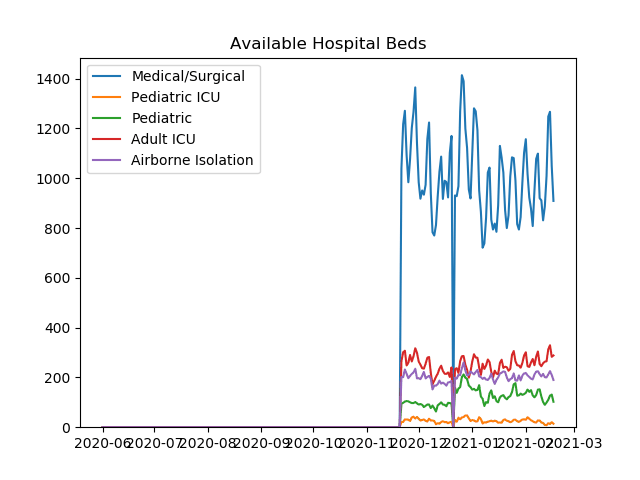 Available Hospital Beds
Medical/Surgical
Pediatric ICU
Pediatric
Adult ICU
Airborne Isolation
1400
1200
1000
800
600
400
200
0
2020-06 2020-07 2020-08 2020-09 2020-10 2020-11 2020-12 2021-01 2021-02 2021-03